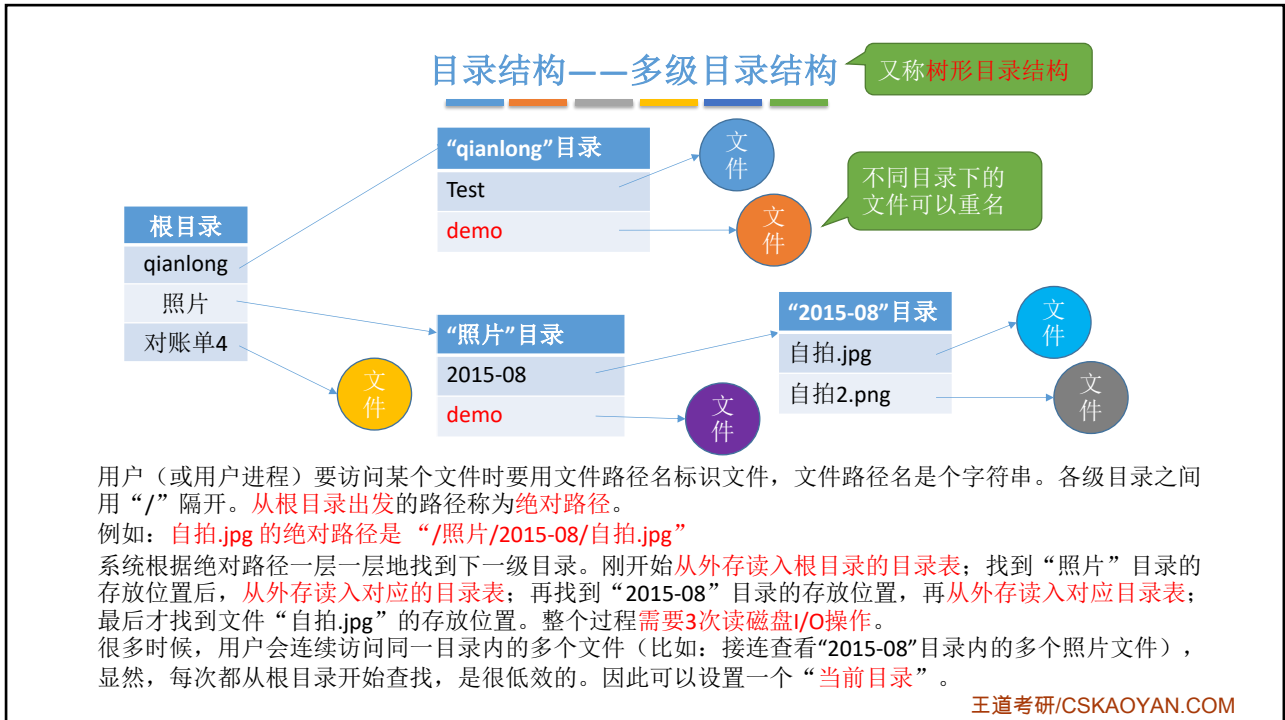 目录结构——多级目录结构
又称树形目录结构
“qianlong”目录
Test
demo
文
件
文
件
不同目录下的
文件可以重名
根目录
qianlong
照片
对账单4
文
件
“照片”目录
2015-08
demo
文
件
“2015-08”目录
自拍.jpg
自拍2.png
文
件
文
件
用户（或用户进程）要访问某个文件时要用文件路径名标识文件，文件路径名是个字符串。各级目录之间
用“/”隔开。从根目录出发的路径称为绝对路径。
例如：自拍.jpg 的绝对路径是 “/照片/2015-08/自拍.jpg”
系统根据绝对路径一层一层地找到下一级目录。刚开始从外存读入根目录的目录表；找到“照片”目录的
存放位置后，从外存读入对应的目录表；再找到“2015-08”目录的存放位置，再从外存读入对应目录表；
最后才找到文件“自拍.jpg”的存放位置。整个过程需要3次读磁盘I/O操作。
很多时候，用户会连续访问同一目录内的多个文件（比如：接连查看“2015-08”目录内的多个照片文件），
显然，每次都从根目录开始查找，是很低效的。因此可以设置一个“当前目录”。
王道考研/CSKAOYAN.COM